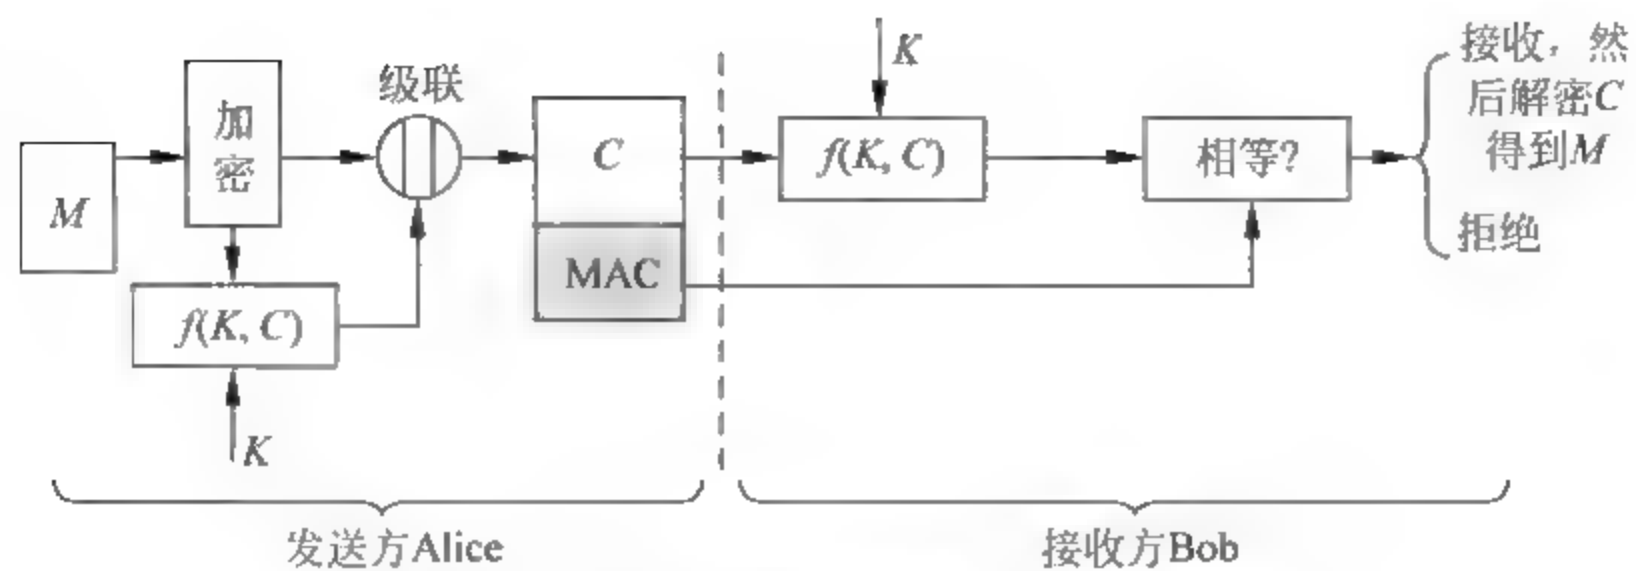 M
加
密
f(K, C)
K
级联
C
MAC
发送方Alice
K
f(K, C)
相等?
接收，然
后解密C
得到M
拒绝
接收方Bob